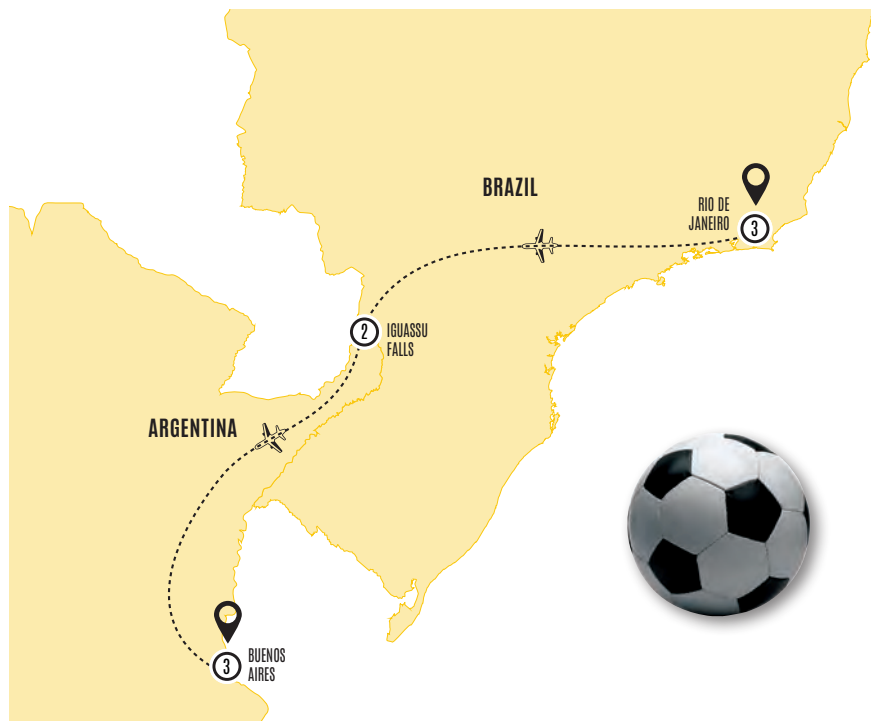 BRAZIL
RIO DE
JANEIRO
3
2
IGUASSU
FALLS
ARGENTINA
3
BUENOS
AIRES